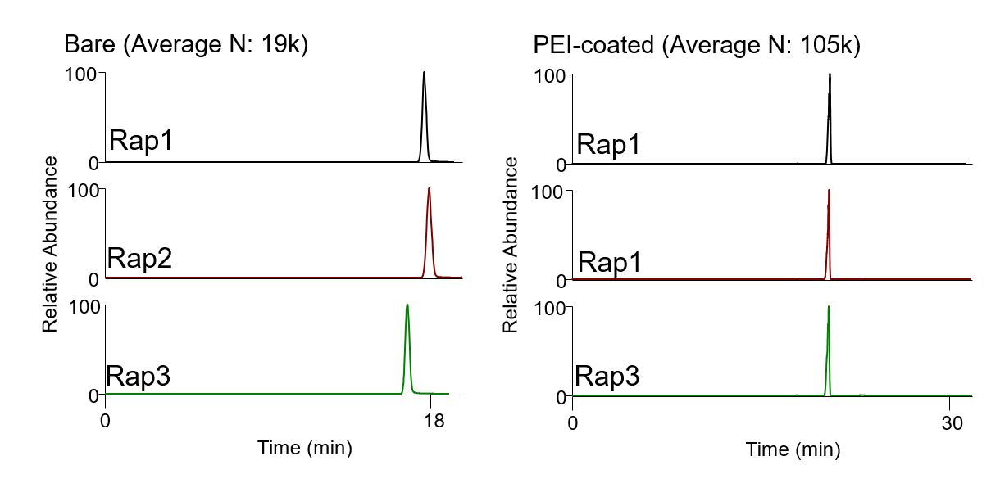 Bare (Average N: 19k)
100
Rap1
0
100
Rap2
0
100
Rap3
0
0
18
Time (min)
Relative Abundance
PEI-coated (Average N: 105k)
100
Rap1
0
100
Rap1
0
100
Rap3
0
0
30
Time (min)
Relative Abundance